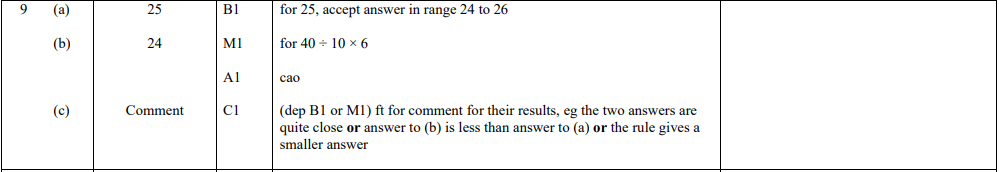 9 (a) 25 B1 for 25, accept answer in range 24 to 26
(b) 24 M1 for 40 ÷ 10 × 6
A1 cao
(c) Comment C1 (dep B1 or M1) ft for comment for their results, eg the two answers are
quite close or answer to (b) is less than answer to (a) or the rule gives a
smaller answer